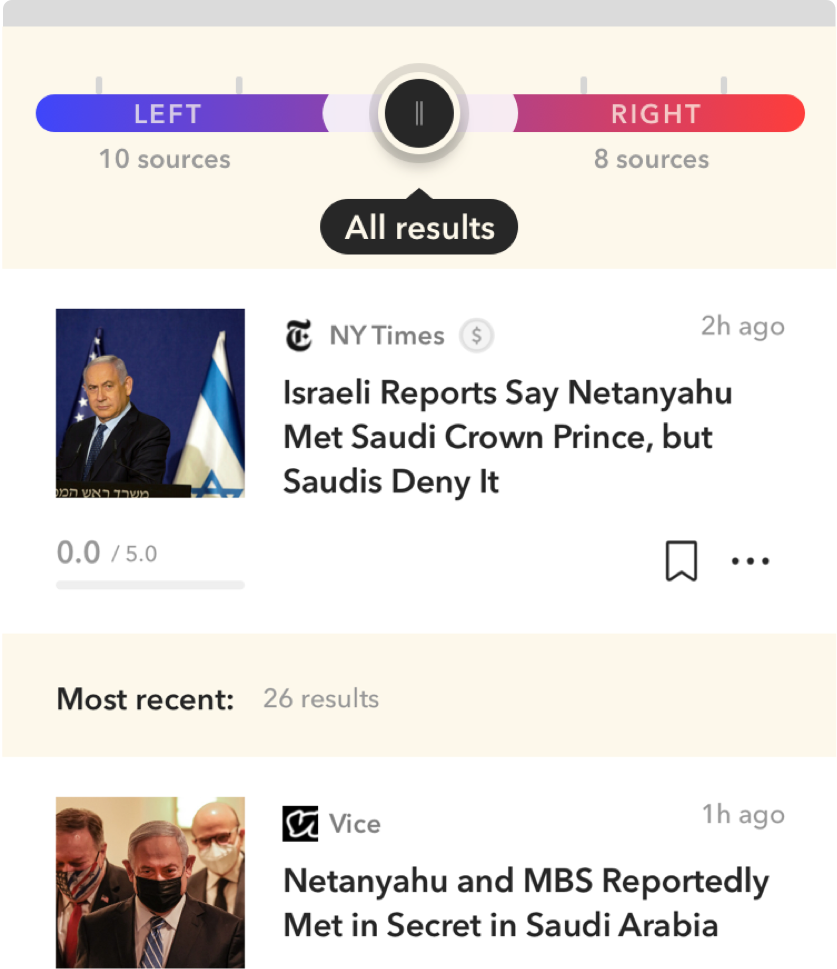 LEFT
RIGHT
10 sources
8 sources
All results
NY Times $
2h ago
Israeli Reports Say Netanyahu
Met Saudi Crown Prince, but
Saudis Deny It
משרד ראש הממ
0.0 / 5.0
Most recent: 26 results
Vice
1h ago
Netanyahu and MBS Reportedly
Met in Secret in Saudi Arabia